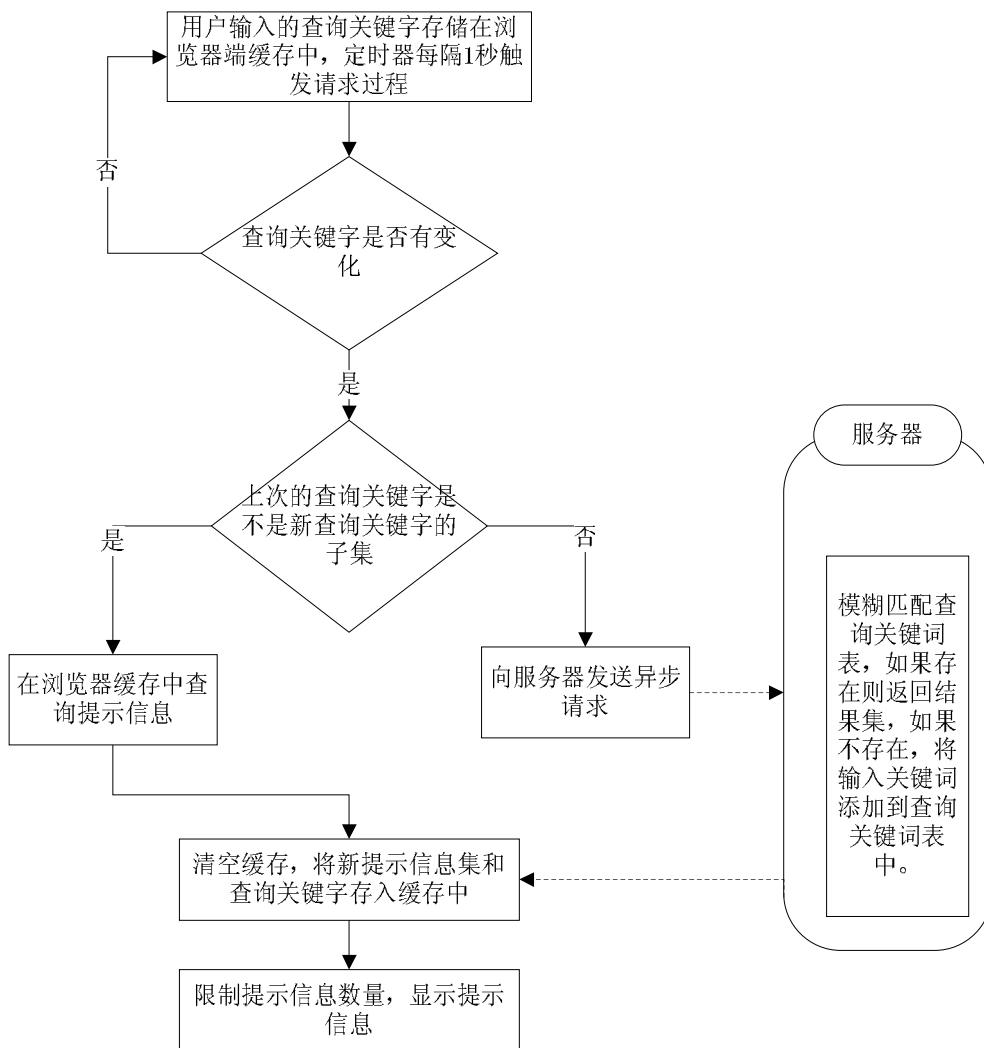 用户输入的查询关键字存储在浏
览器端缓存中，定时器每隔1秒触
发请求过程
否
查询关键字是否有变
化
是
服务器
上次的查询关键字是
不是新查询关键字的
子集
是
否
模糊匹配查
询关键词
表，如果存
在则返回结
果集，如果
不存在，将
输入关键词
添加到查询
关键词表
中。
在浏览器缓存中查
询提示信息
向服务器发送异步
请求
清空缓存，将新提示信息集和
查询关键字存入缓存中
限制提示信息数量，显示提示
信息